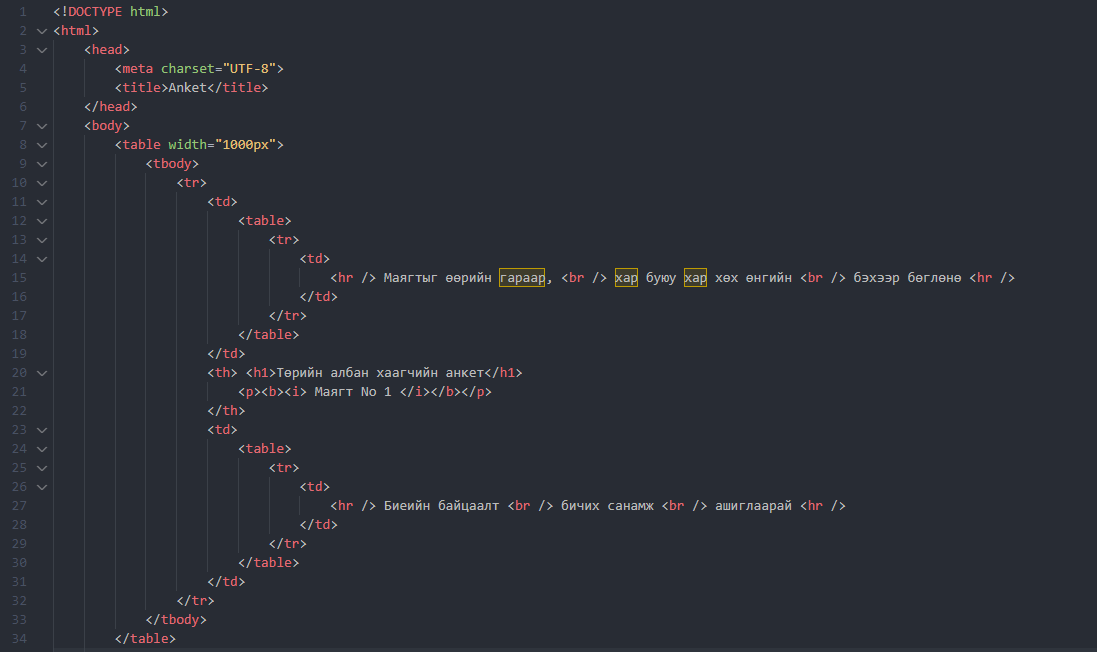 1 <!DOCTYPE html>
2 <html>
3 <head>
4 <meta charset="UTF-8">
5 <title>Anket</title>
6 </head>
7 <body>
8 <table width="1000px">
9 <tbody>
10 <tr>
11 <td>
12 <table>
13 <tr>
14 <td>
15 <hr /> Маягтыг өөрийн гараар, <br /> хар буюу хар хөх өнгийн <br /> бэхээр бөглөнө <hr />
16 </td>
17 </tr>
18 </table>
19 </td>
20 <th> <h1>Төрийн албан хаагчийн анкет</h1>
21 <p><b><i> Маягт No 1 </i></b></p>
22 </th>
23 <td>
24 <table>
25 <tr>
26 <td>
27 <hr /> Биеийн байцаалт <br /> бичих санамж <br /> ашиглаарай <hr />
28 </td>
29 </tr>
30 </table>
31 </td>
32 </tr>
33 </tbody>
34 </table>